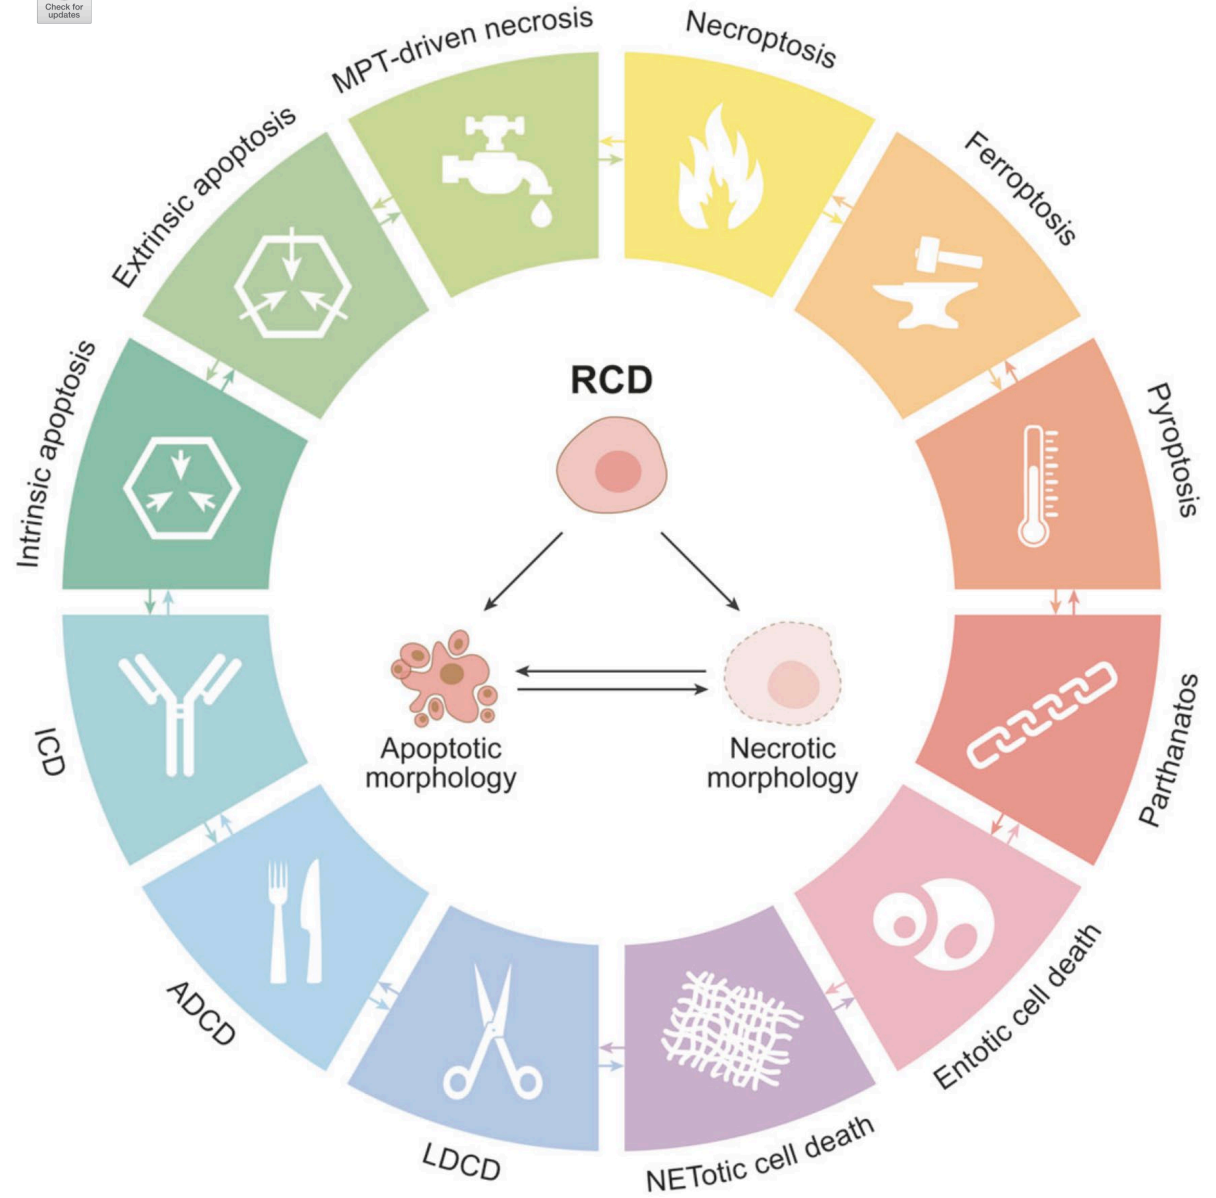 Check for
updates
MPT-driven necrosis
Necroptosis
Extrinsic apoptosis
Ferroptosis
Intrinsic apoptosis
Pyroptosis
RCD
Apoptotic
morphology
Necrotic
morphology
ICD
Parthanatos
ADCD
Entotic cell death
LDCD
NETotic cell death